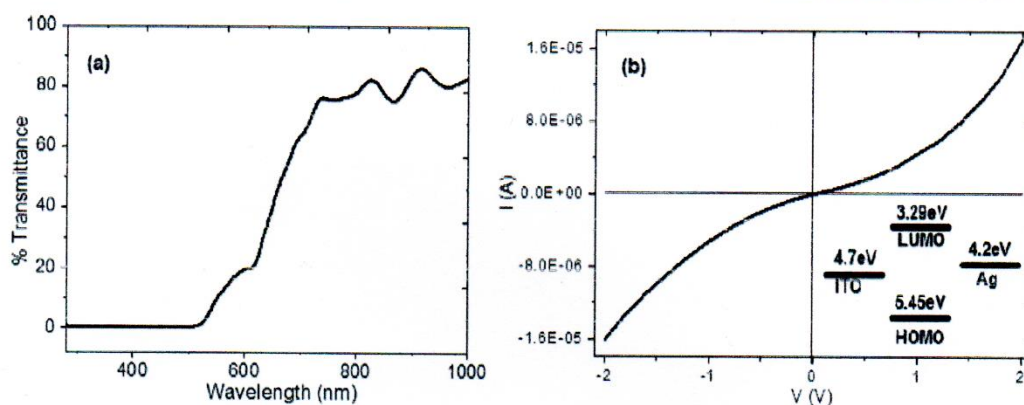 (a)
% Transmittance
100
80
60
40
20
0
400
600
800
1000
Wavelength (nm)
(b)
I (A)
1.6E-05
8.0E-06
0.0E+00
-8.0E-06
-1.6E-05
-2
-1
0
1
2
V (V)
3.29eV
LUMO
4.7eV
ITO
4.2eV
Ag
5.45eV
HOMO